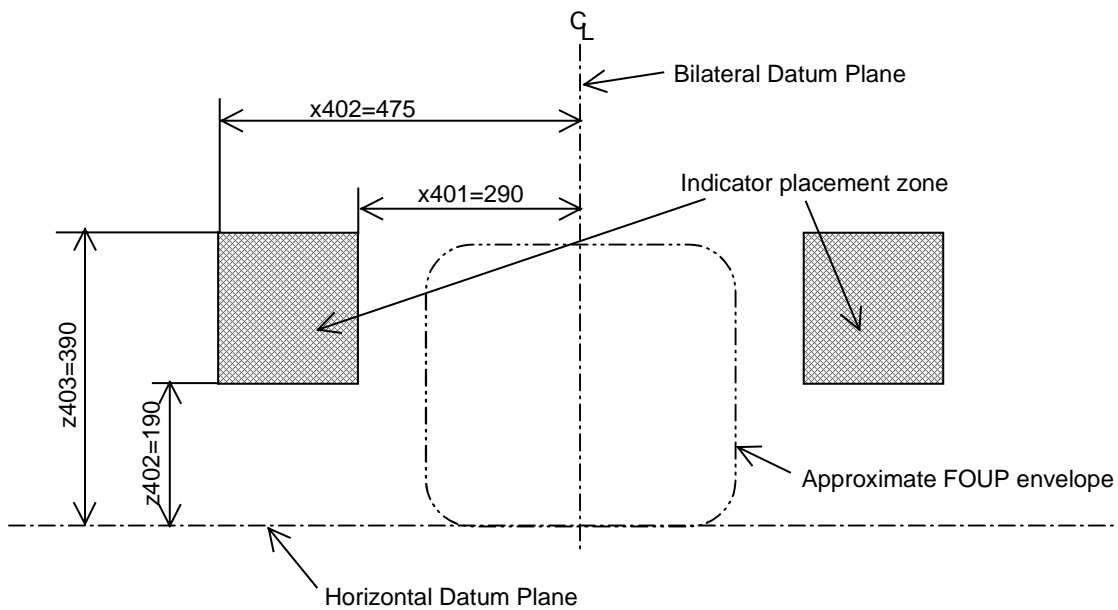 CL
Bilateral Datum Plane
x402=475
Indicator placement zone
x401=290
z403=390
z402=190
Approximate FOUP envelope
Horizontal Datum Plane